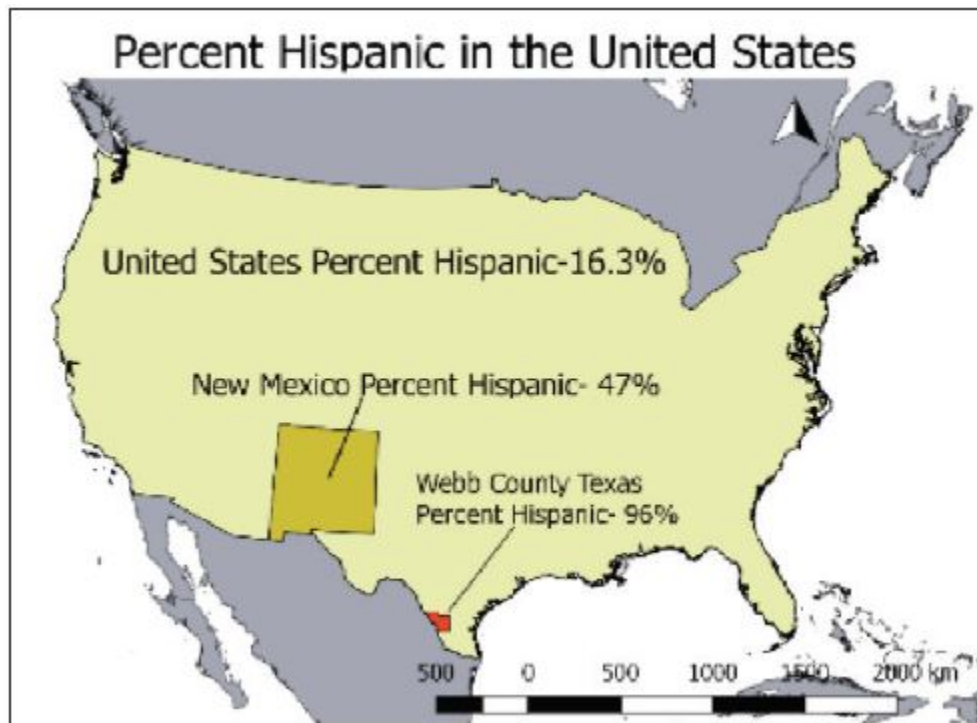 Percent Hispanic in the United States
United States Percent Hispanic-16.3%
New Mexico Percent Hispanic- 47%
Webb County Texas
Percent Hispanic- 96%
500 0 500 1000 1500 2000 km